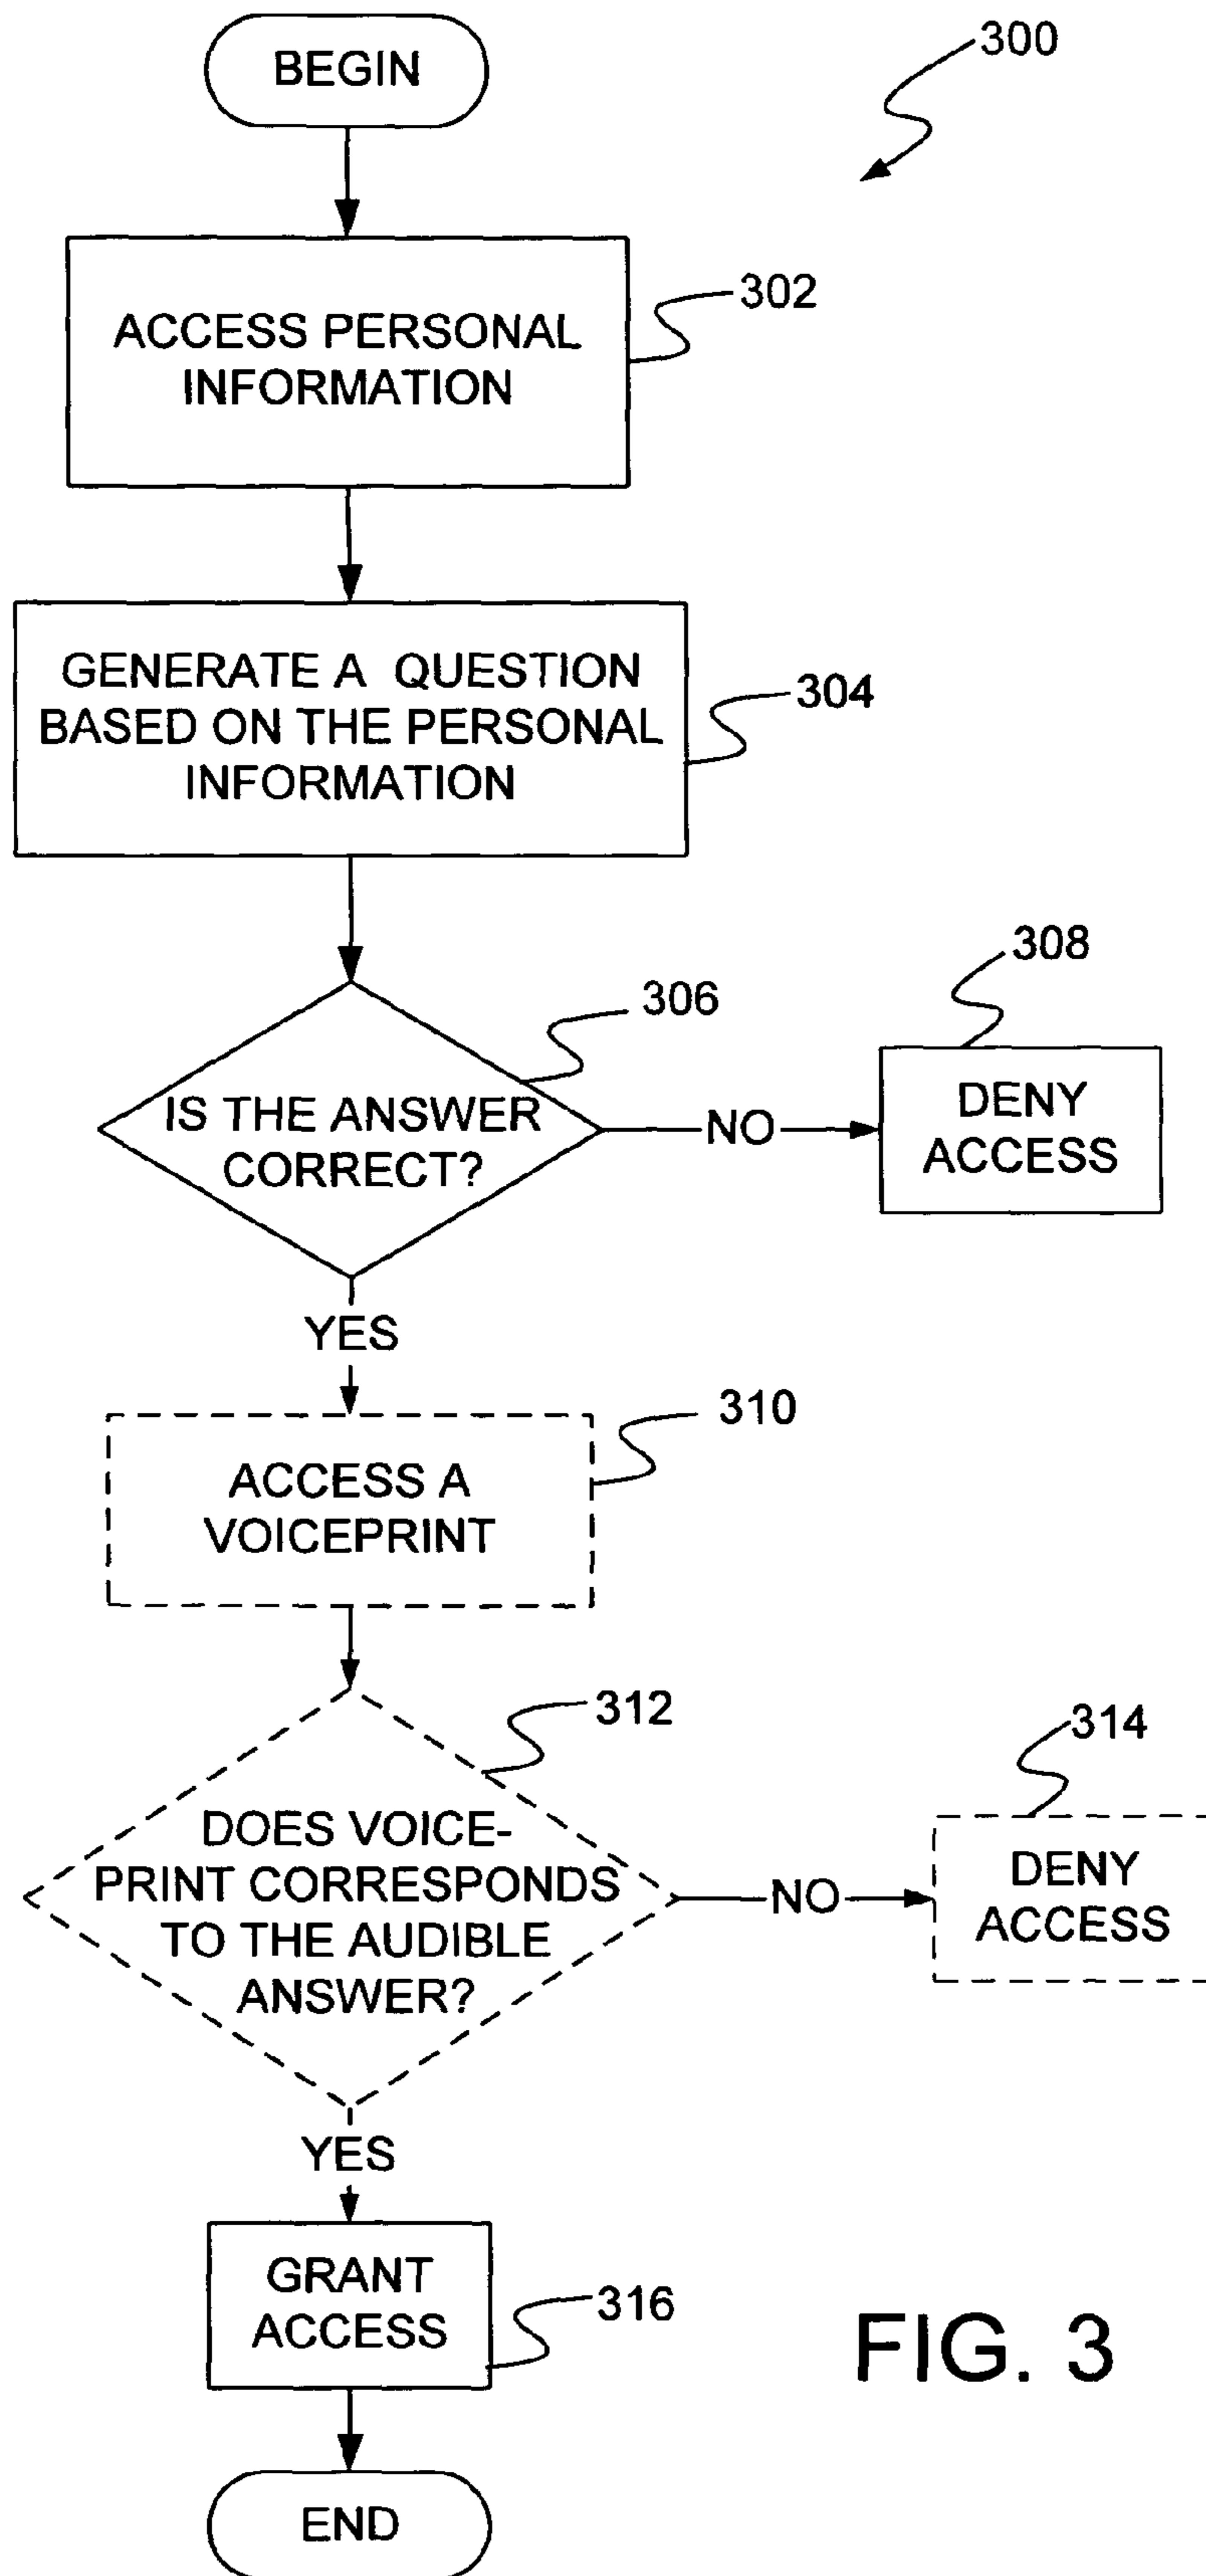 BEGIN
300
ACCESS PERSONAL
INFORMATION
302
GENERATE A QUESTION
BASED ON THE PERSONAL
INFORMATION
304
306
IS THE ANSWER
CORRECT?
NO
308
DENY
ACCESS
YES
310
ACCESS A
VOICEPRINT
312
DOES VOICE-
PRINT CORRESPONDS
TO THE AUDIBLE
ANSWER?
NO
314
DENY
ACCESS
YES
GRANT
ACCESS
316
FIG. 3
END